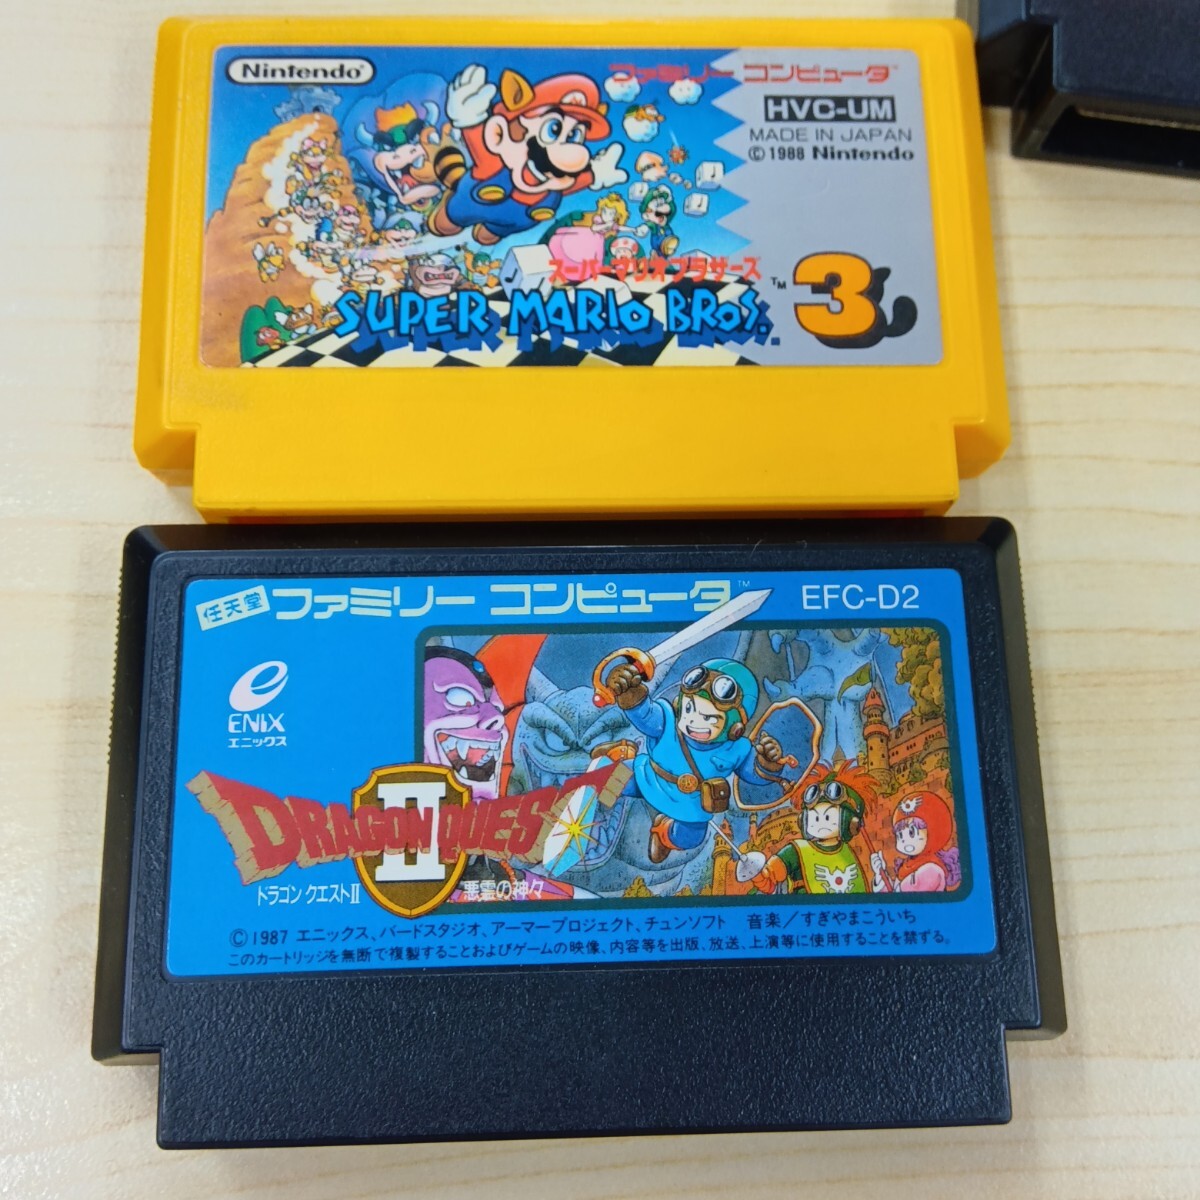 Nintendo
ファミリー コンピュータ
HVC-UM
MADE IN JAPAN
© 1988 Nintendo
スーパーマリオブラザーズ
SUPER MARIO BROS.™ 3
任天堂 ファミリー コンピュータ™
EFC-D2
ENIX
エニックス
DRAGON QUEST
II
ドラゴン クエストII 悪霊の神々
© 1987 エニックス、バードスタジオ、アーマープロジェクト、チュンソフト 音楽/すぎやまこういち
このカートリッジを無断で複製することおよびゲームの映像、内容等を出版、放送、上演等に使用することを禁ずる。